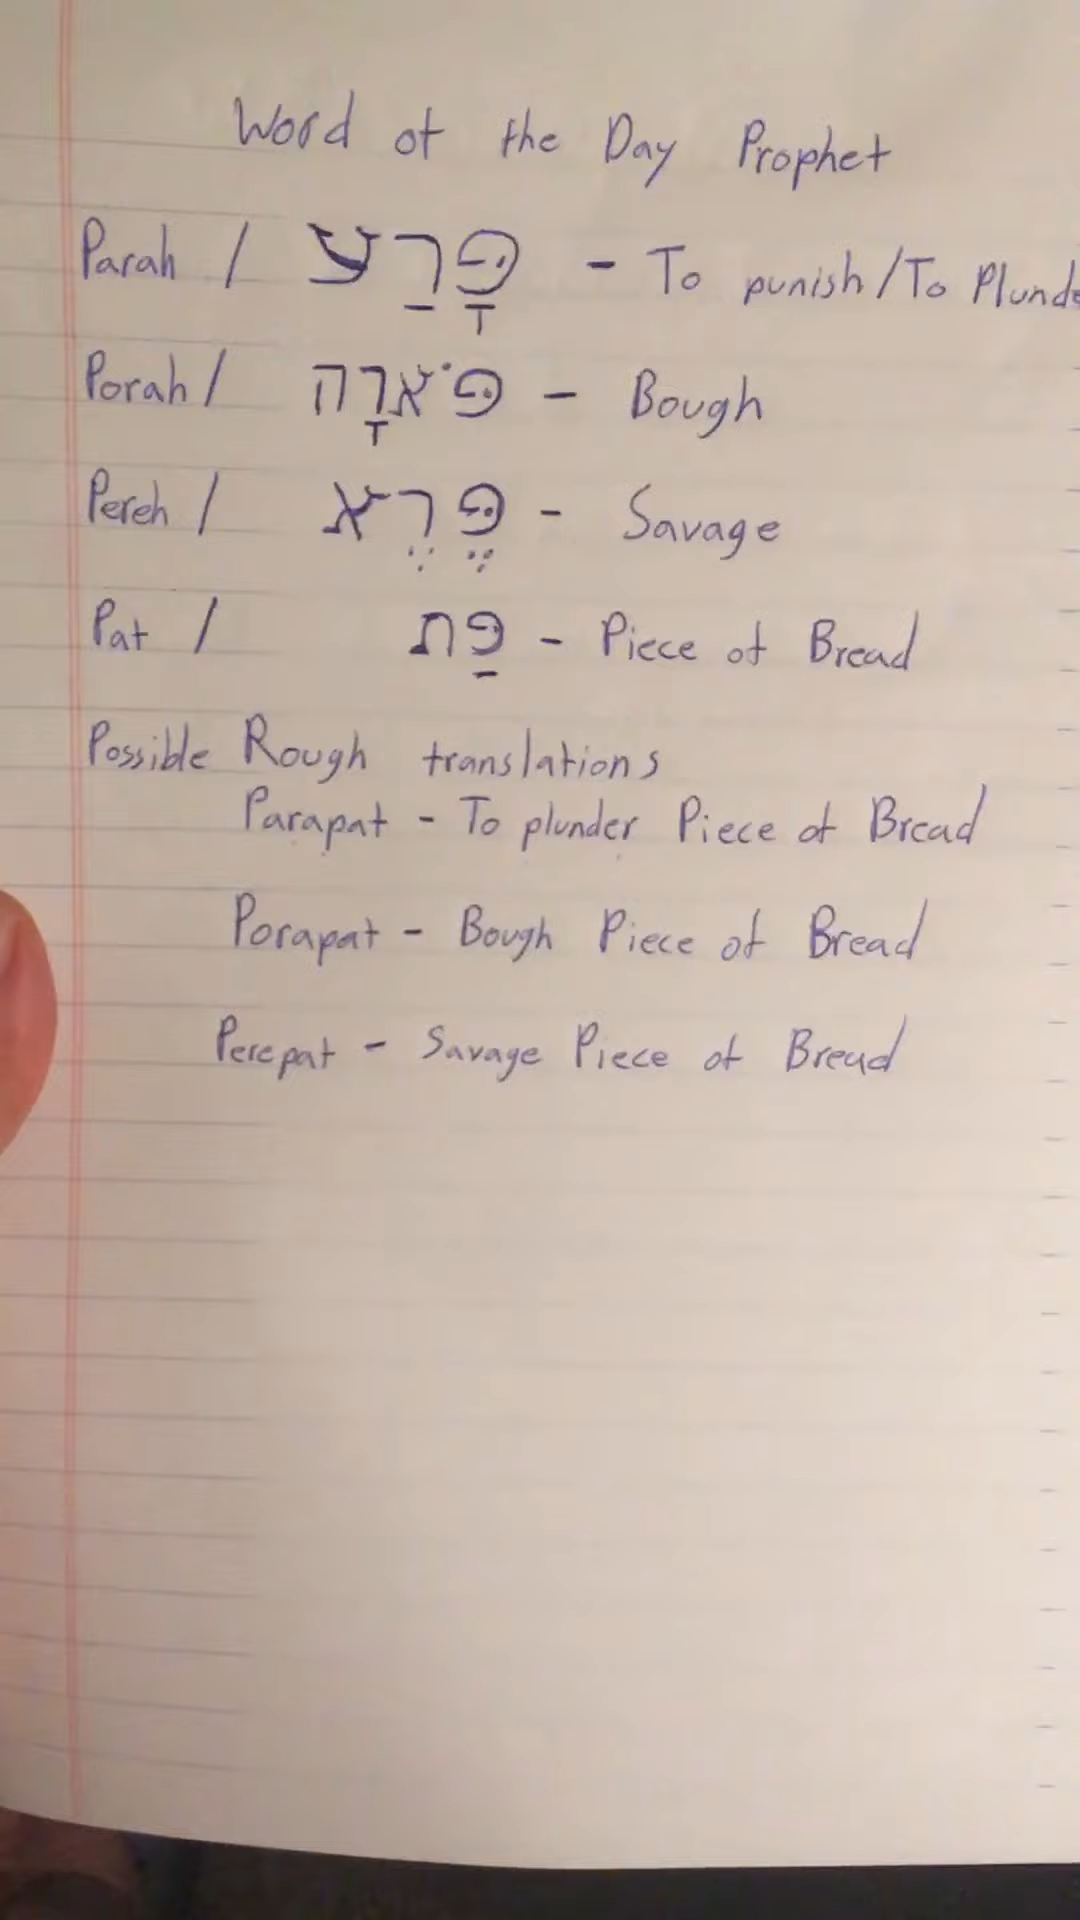 Word of the Day Prophet
Parah / פָּרַע - To punish/To Plunde
Porah / פֹּארָה - Bough
Pereh / פֶּרֶא - Savage
Pat / פַּת - Piece of Bread
Possible Rough translations
Parapat - To plunder Piece of Bread
Porapat - Bough Piece of Bread
Perepat - Savage Piece of Bread